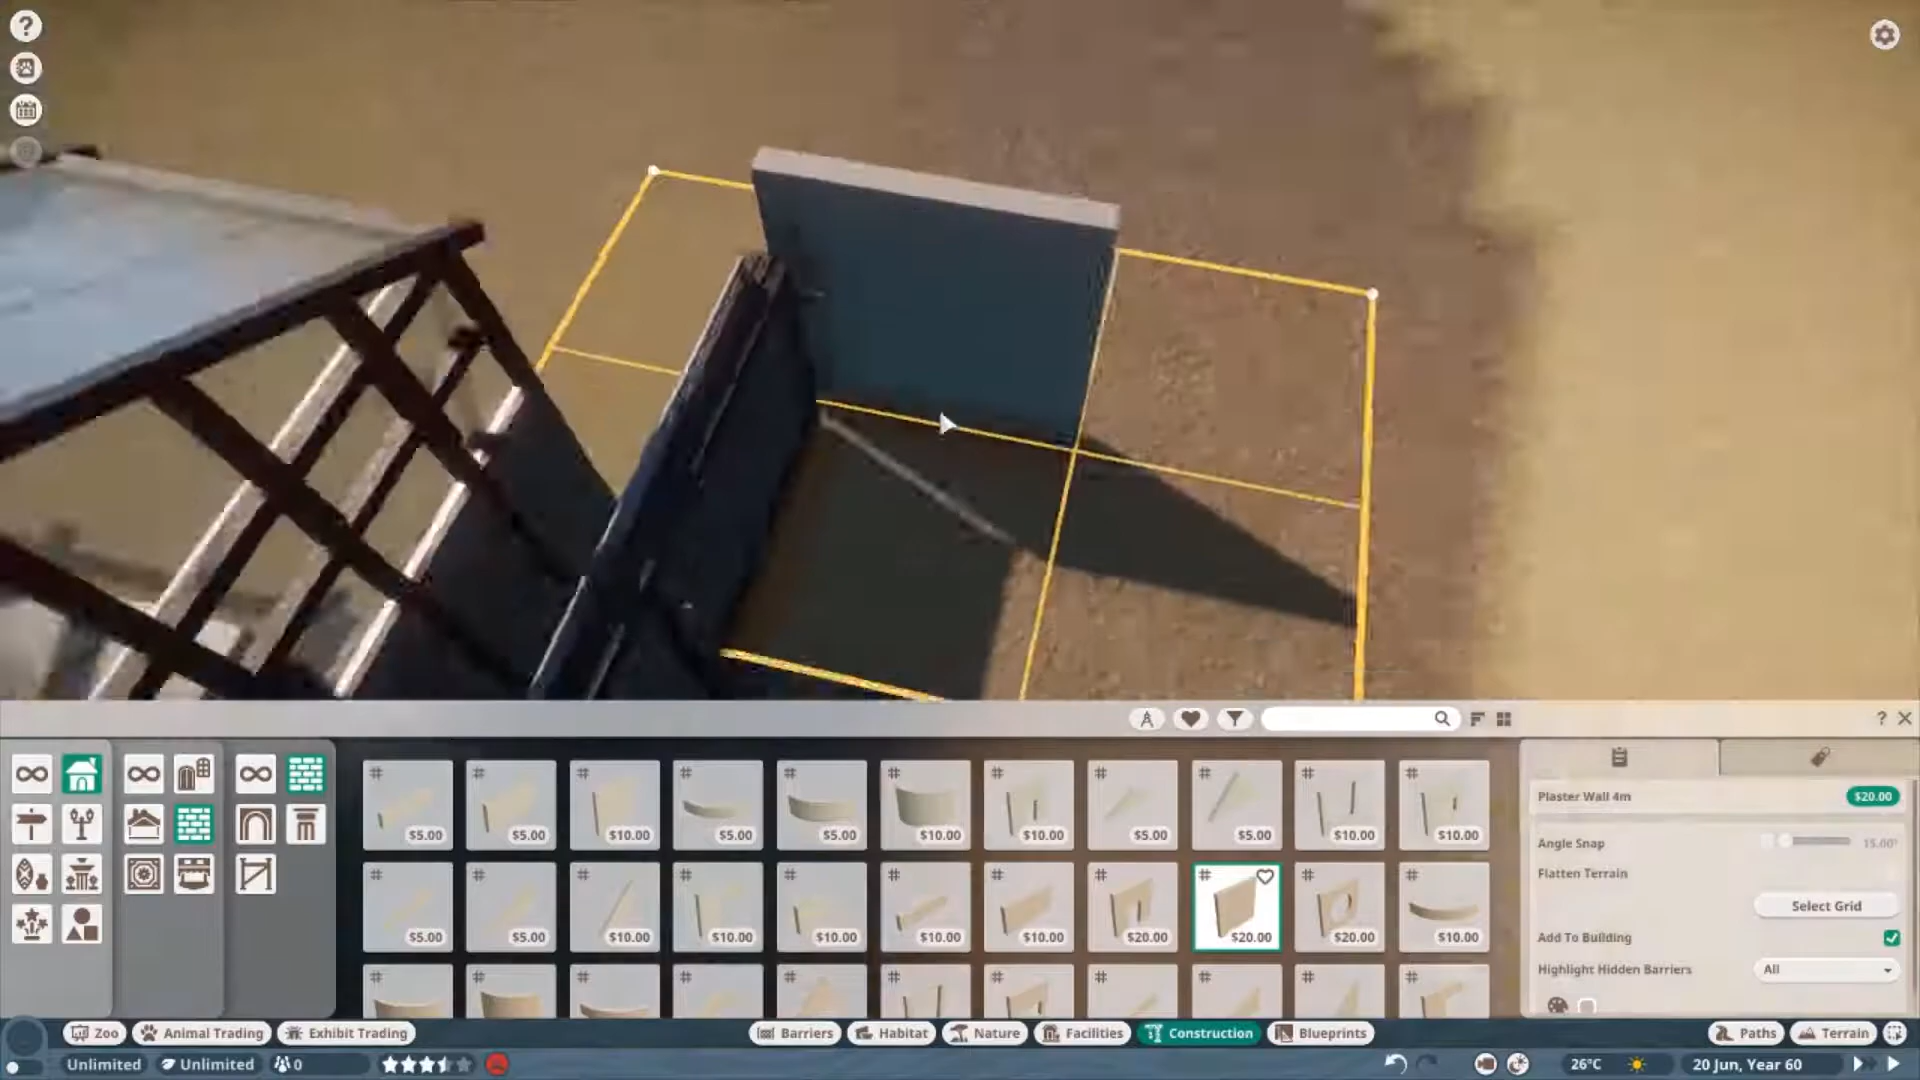 ?
? ×
# $5.00 # $5.00 # $10.00 # $5.00 # $5.00 # $10.00 # $10.00 # $5.00 # $5.00 # $10.00 # $10.00
# $5.00 # $5.00 # $10.00 # $10.00 # $10.00 # $10.00 # $10.00 # $20.00 # $20.00 # $20.00 # $10.00
# # # # # # # # # # #
Plaster Wall 4m $20.00
Angle Snap 15.00°
Flatten Terrain
Select Grid
Add To Building
Highlight Hidden Barriers All
Zoo Animal Trading Exhibit Trading Barriers Habitat Nature Facilities Construction Blueprints Paths Terrain
Unlimited Unlimited 0 26°C 20 Jun, Year 60